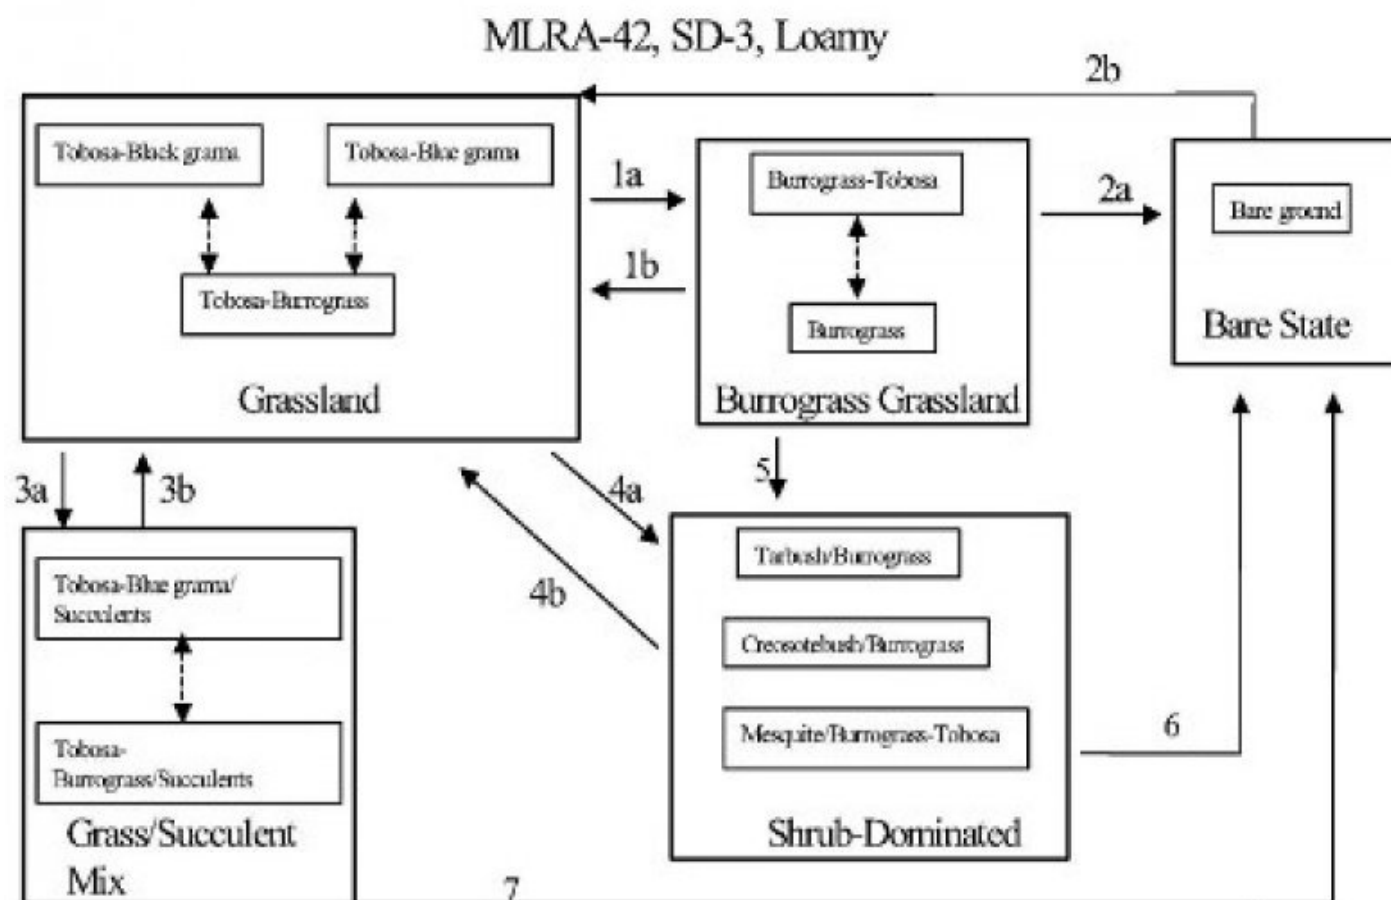 MLRA-42, SD-3, Loamy
2b
Tobosa-Black grama
Tobosa-Blue grama
Tobosa-Burrograss
Grassland
1a
1b
Burrograss-Tobosa
Burrograss
Burrograss Grassland
2a
Bare ground
Bare State
3a
3b
4a
4b
5
Tobosa-Blue grama/
Succulents
Tobosa-
Burrograss/Succulents
Grass/Succulent
Mix
Tarbush/Burrograss
Creosotebush/Burrograss
Mesquite/Burrograss-Tobosa
Shrub-Dominated
6
7